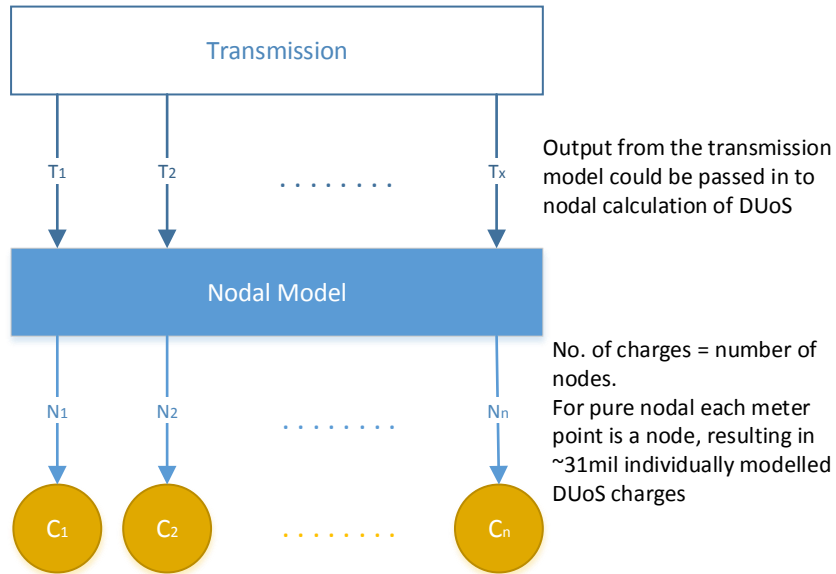 Transmission
T1 T2 . . . . . . . . Tx
Output from the transmission
model could be passed in to
nodal calculation of DUoS
Nodal Model
No. of charges = number of
nodes.
For pure nodal each meter
point is a node, resulting in
~31mil individually modelled
DUoS charges
N1 N2 . . . . . . . . Nn
C1 C2 . . . . . . . . Cn